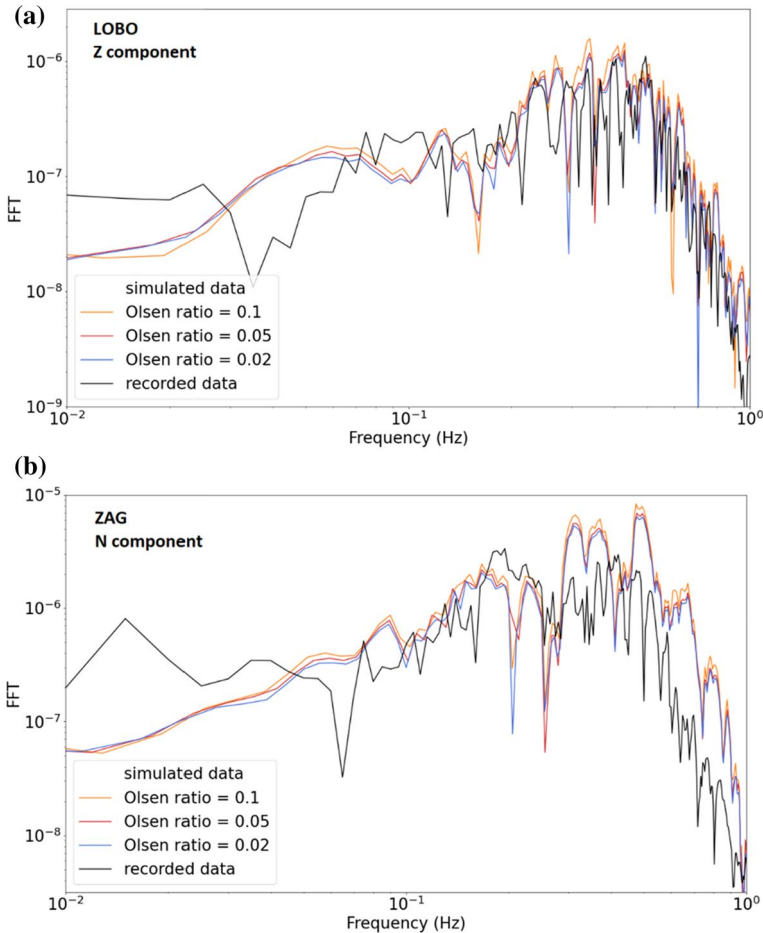 (a)
LOBO
Z component
10⁻⁶
10⁻⁷
10⁻⁸
10⁻⁹
FFT
simulated data
Olsen ratio = 0.1
Olsen ratio = 0.05
Olsen ratio = 0.02
recorded data
10⁻² 10⁻¹ 10⁰
Frequency (Hz)
(b)
ZAG
N component
10⁻⁵
10⁻⁶
10⁻⁷
10⁻⁸
FFT
simulated data
Olsen ratio = 0.1
Olsen ratio = 0.05
Olsen ratio = 0.02
recorded data
10⁻² 10⁻¹ 10⁰
Frequency (Hz)